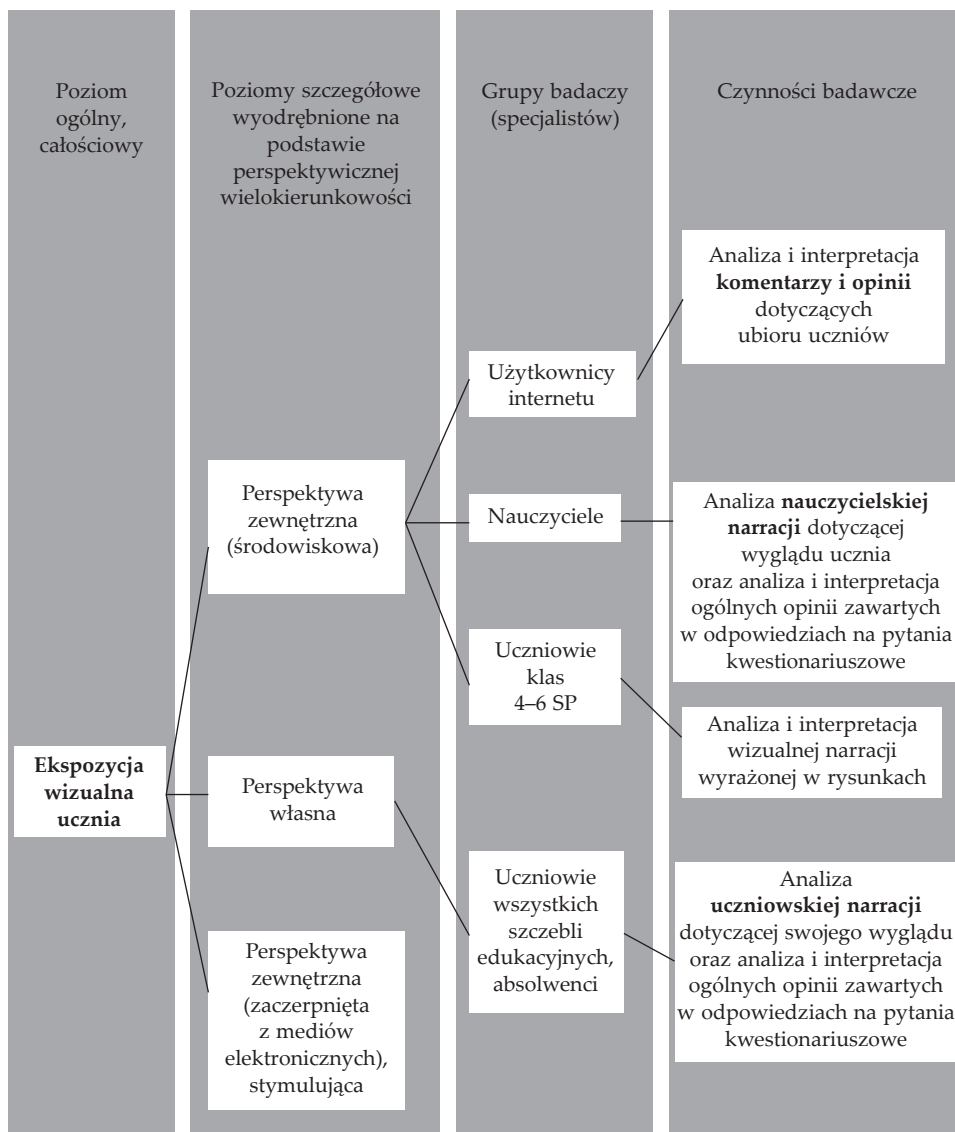 Poziom
ogólny,
całościowy
Poziomy szczegółowe
wyodrębnione na
podstawie
perspektywicznej
wielokierunkowości
Grupy badaczy
(specjalistów)
Czynności badawcze
Ekspozycja
wizualna
ucznia
Perspektywa
zewnętrzna
(środowiskowa)
Perspektywa
własna
Perspektywa
zewnętrzna
(zaczerpnięta
z mediów
elektronicznych),
stymulująca
Użytkownicy
internetu
Nauczyciele
Uczniowie
klas
4–6 SP
Uczniowie
wszystkich
szczebli
edukacyjnych,
absolwenci
Analiza i interpretacja
komentarzy i opinii
dotyczących
ubioru uczniów
Analiza nauczycielskiej
narracji dotyczącej
wyglądu ucznia
oraz analiza i interpretacja
ogólnych opinii zawartych
w odpowiedziach na pytania
kwestionariuszowe
Analiza i interpretacja
wizualnej narracji
wyrażonej w rysunkach
Analiza
uczniowskiej narracji
dotyczącej swojego wyglądu
oraz analiza i interpretacja
ogólnych opinii zawartych
w odpowiedziach na pytania
kwestionariuszowe